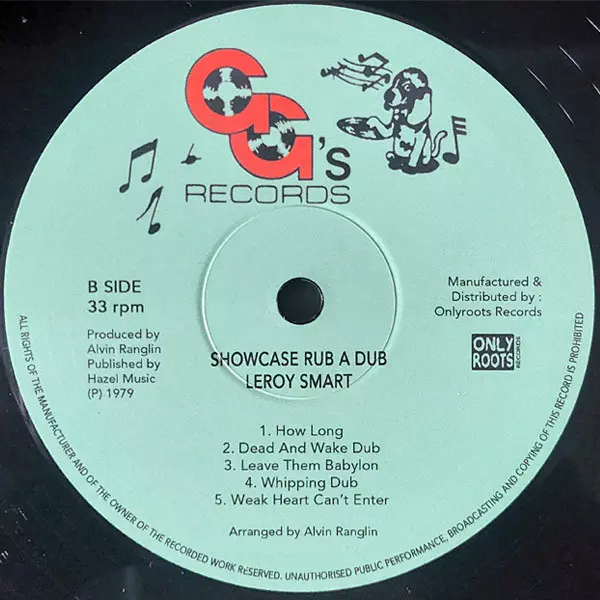 GG's
RECORDS
B SIDE
33 rpm
Produced by
Alvin Ranglin
Published by
Hazel Music
(P) 1979
Manufactured &
Distributed by :
Onlyroots Records
ONLY
ROOTS
RECORDS
SHOWCASE RUB A DUB
LEROY SMART
1. How Long
2. Dead And Wake Dub
3. Leave Them Babylon
4. Whipping Dub
5. Weak Heart Can't Enter
Arranged by Alvin Ranglin
ALL RIGHTS OF THE MANUFACTURER AND OF THE OWNER OF THE RECORDED WORK RESERVED. UNAUTHORISED PUBLIC PERFORMANCE, BROADCASTING AND COPYING OF THIS RECORD IS PROHIBITED